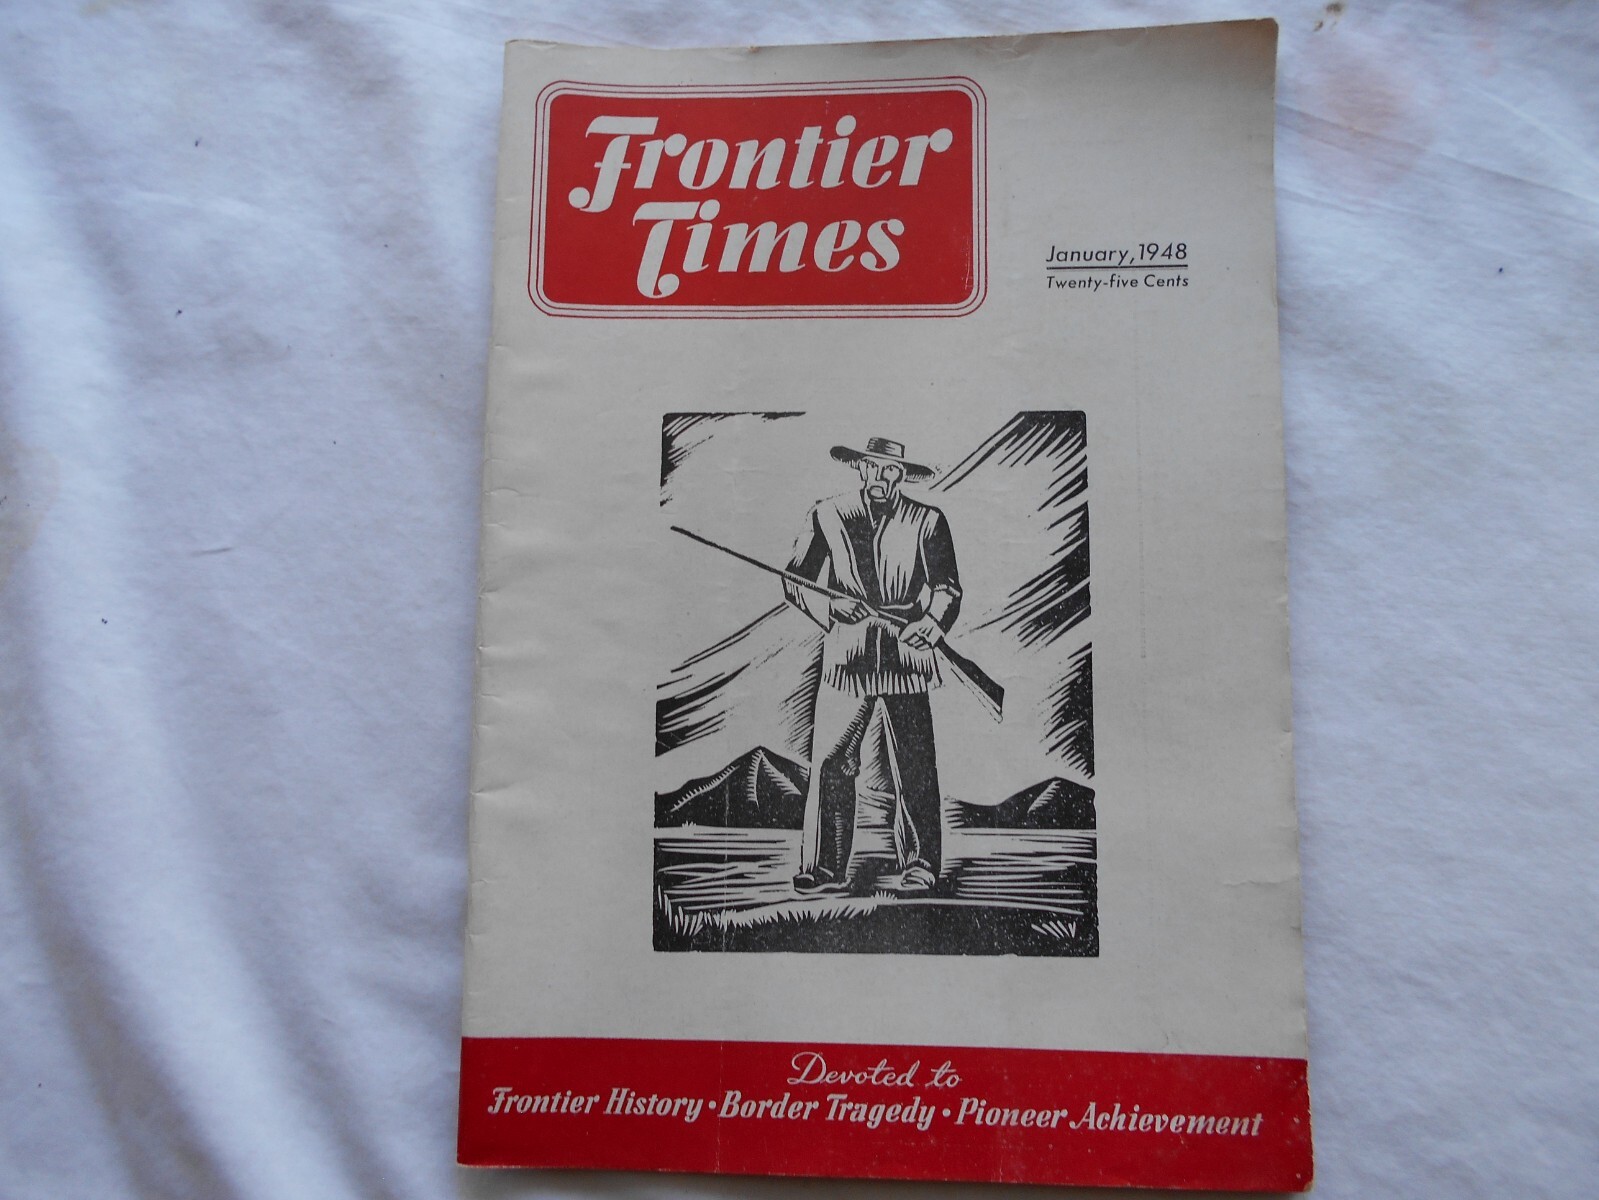 Frontier
Times
January, 1948
Twenty-five Cents
Devoted to
Frontier History • Border Tragedy • Pioneer Achievement